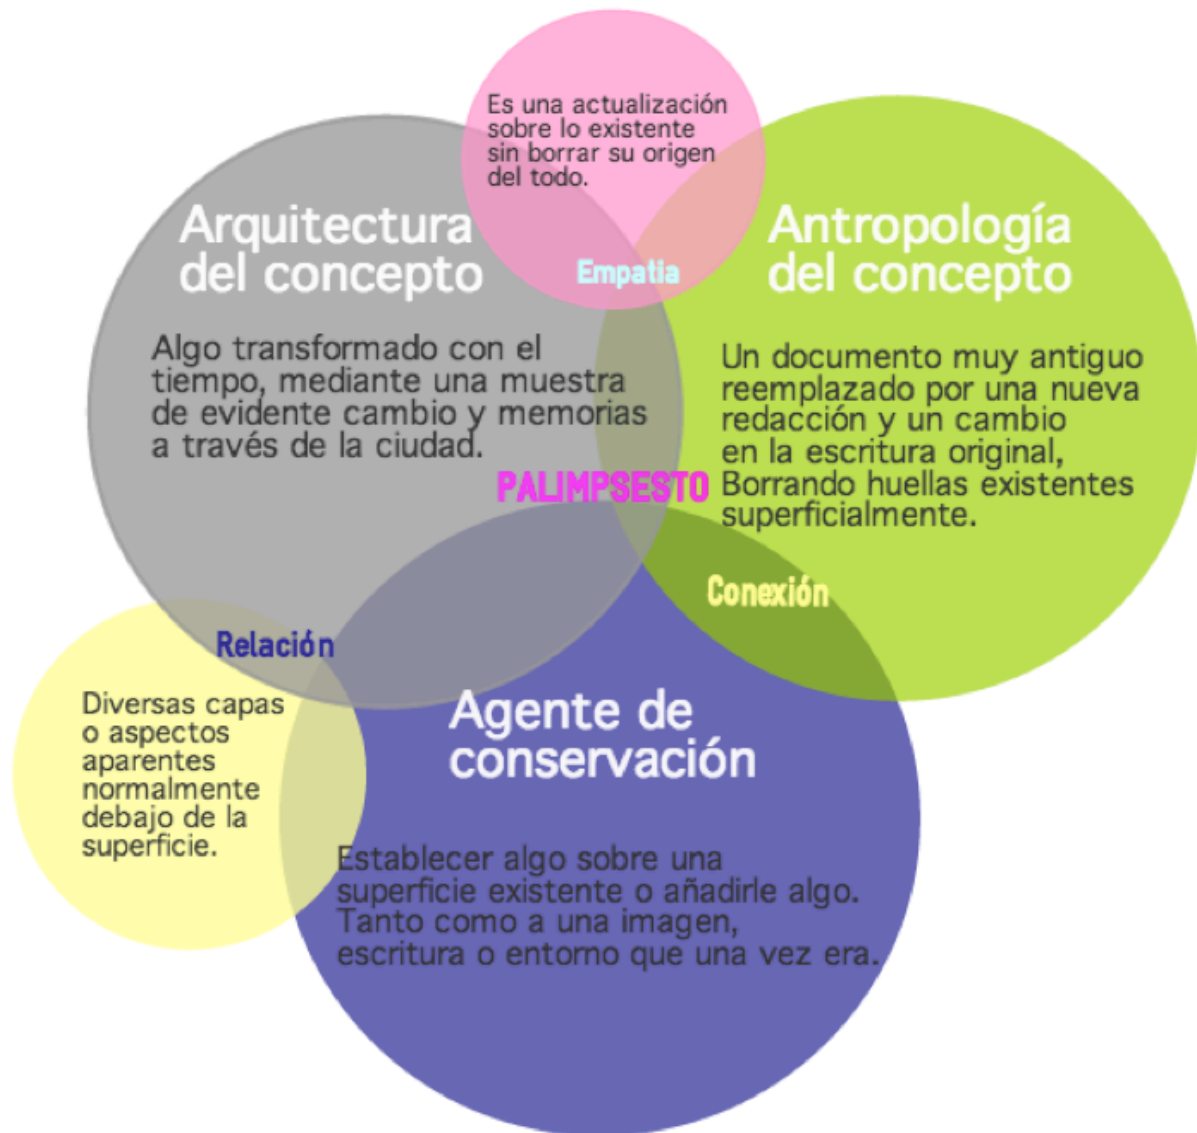 Es una actualización
sobre lo existente
sin borrar su origen
del todo.
Arquitectura
del concepto
Antropología
del concepto
Empatia
Algo transformado con el
tiempo, mediante una muestra
de evidente cambio y memorias
a través de la ciudad.
Un documento muy antiguo
reemplazado por una nueva
redacción y un cambio
en la escritura original,
Borrando huellas existentes
superficialmente.
PALIMPSESTO
Conexión
Relación
Diversas capas
o aspectos
aparentes
normalmente
debajo de la
superficie.
Agente de
conservación
Establecer algo sobre una
superficie existente o añadirle algo.
Tanto como a una imagen,
escritura o entorno que una vez era.